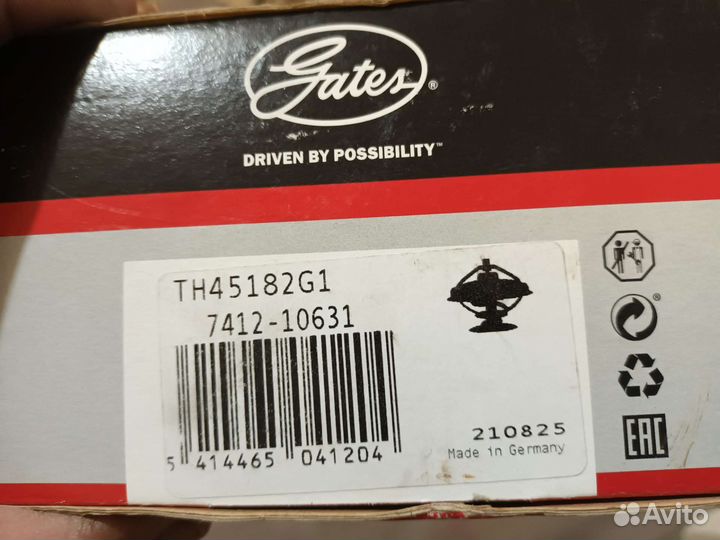 Gates®
DRIVEN BY POSSIBILITY™
TH45182G1
7412-10631
5 414465 041204
210825
Made in Germany
EAC
Avito